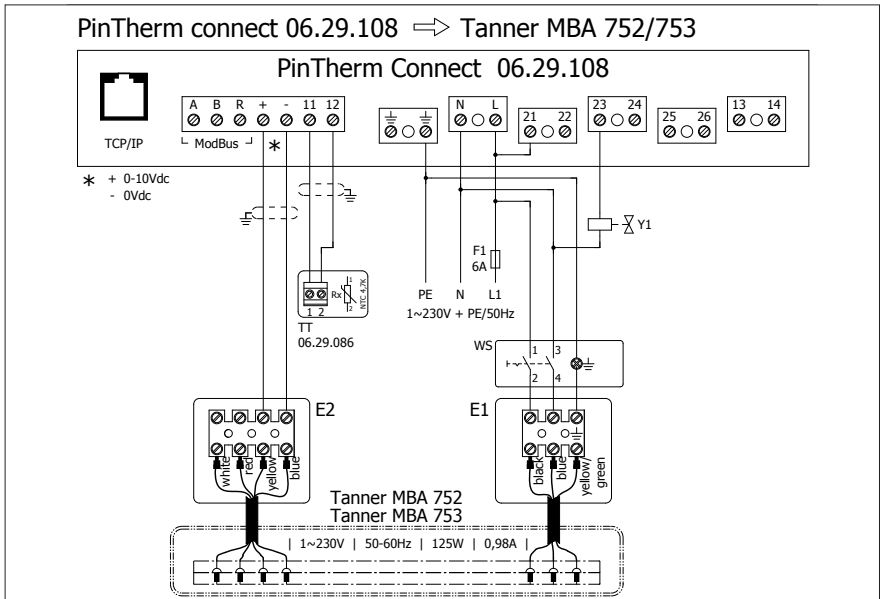 PinTherm connect 06.29.108 ⇨ Tanner MBA 752/753
PinTherm Connect 06.29.108
TCP/IP
A B R + - 11 12
ModBus
*
N L
21 22
23 24
25 26
13 14
* + 0-10Vdc
- 0Vdc
Y1
F1
6A
Rx
1
2
NTC 4,7K
1 2
TT
06.29.086
PE N L1
1~230V + PE/50Hz
WS
1 3
2 4
E2
E1
white
red
yellow
blue
black
blue
yellow/
green
Tanner MBA 752
Tanner MBA 753
| 1~230V | 50-60Hz | 125W | 0,98A |